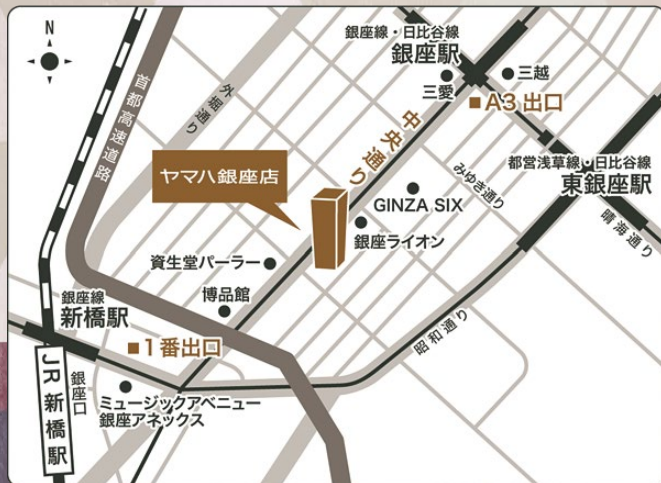 N
首都高速道路
外堀通り
銀座線・日比谷線
銀座駅
三愛
三越
■A3 出口
中央通り
都営浅草線・日比谷線
東銀座駅
みゆき通り
晴海通り
ヤマハ銀座店
GINZA SIX
銀座ライオン
資生堂パーラー
博品館
昭和通り
銀座線
新橋駅
■1番出口
JR新橋駅
銀座口
ミュージックアベニュー
銀座アネックス